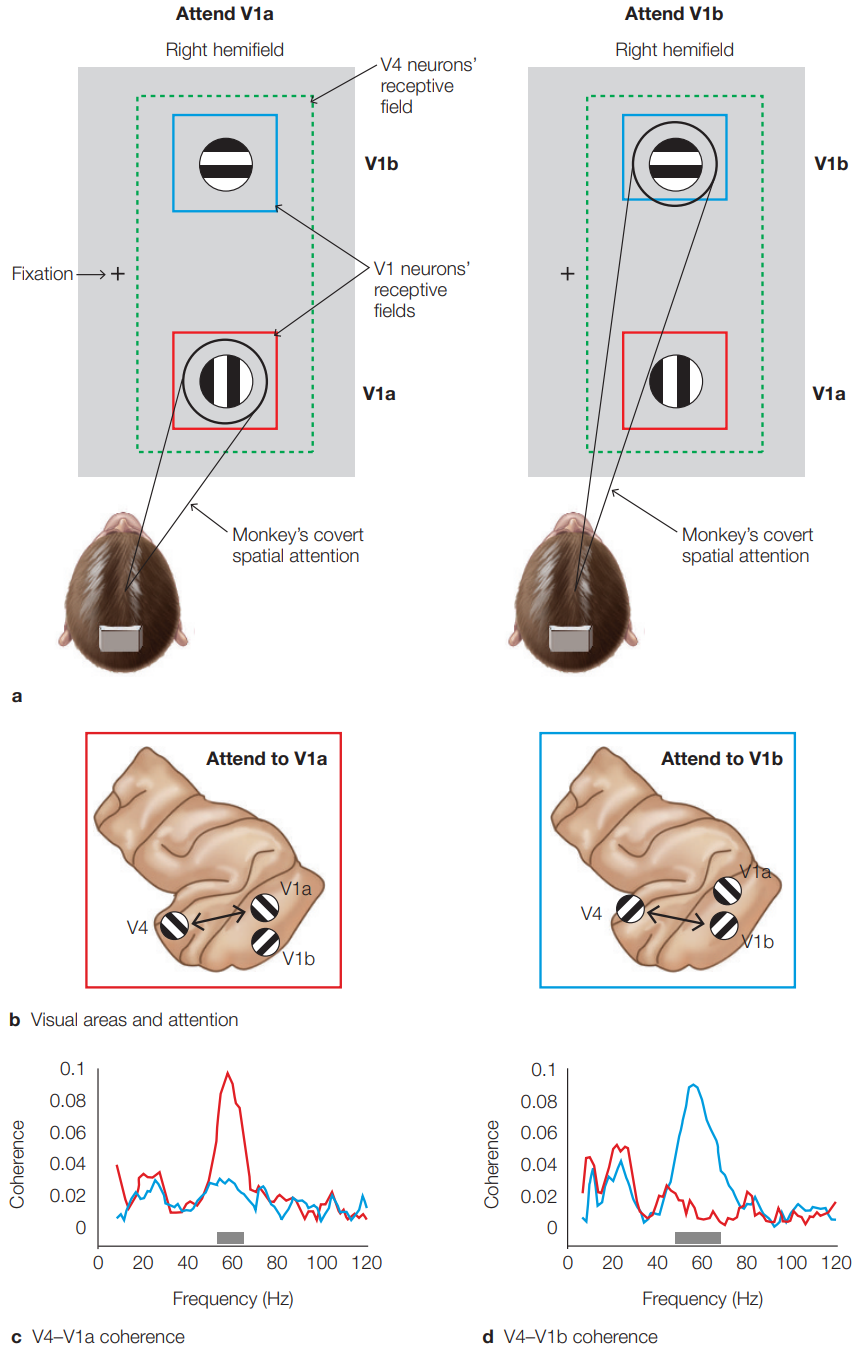 Attend V1a
Attend V1b
Right hemifield
Right hemifield
V4 neurons’
receptive
field
V1b
V1b
Fixation
+
+
V1 neurons’
receptive
fields
V1a
V1a
Monkey’s covert
spatial attention
Monkey’s covert
spatial attention
a
Attend to V1a
V1a
V4
V1b
Attend to V1b
V1a
V4
V1b
b Visual areas and attention
0.1
0.08
0.06
0.04
0.02
0
Coherence
0 20 40 60 80 100 120
Frequency (Hz)
c V4–V1a coherence
0.1
0.08
0.06
0.04
0.02
0
Coherence
0 20 40 60 80 100 120
Frequency (Hz)
d V4–V1b coherence